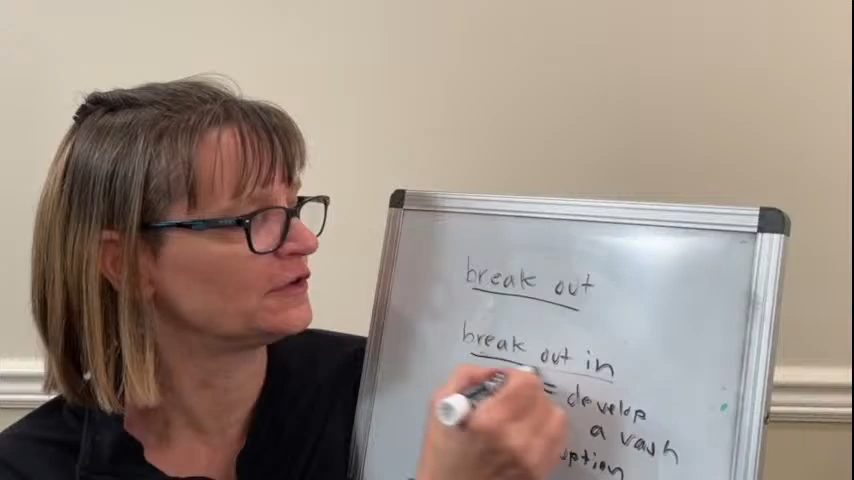 break out
break out in
= develop
a rash